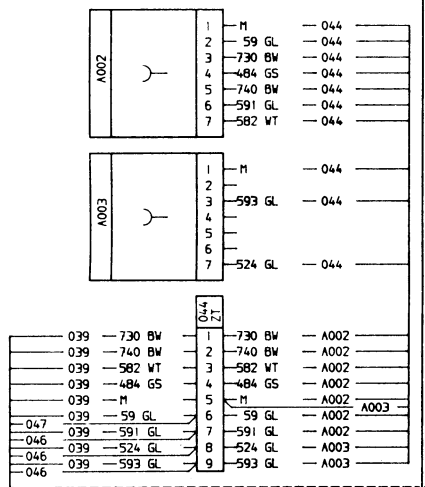 A002
1 M 044
2 59 GL 044
3 730 BW 044
4 484 GS 044
5 740 BW 044
6 591 GL 044
7 582 WT 044
A003
1 M 044
2
3 593 GL 044
4
5
6
7 524 GL 044
044 ZT
039 730 BW 1 730 BW A002
039 740 BW 2 740 BW A002
039 582 WT 3 582 WT A002
039 484 GS 4 484 GS A002
039 M 5 M A002
A003
039 59 GL 6 59 GL A002
047
039 591 GL 7 591 GL A002
046
039 524 GL 8 524 GL A003
046
039 593 GL 9 593 GL A003
046